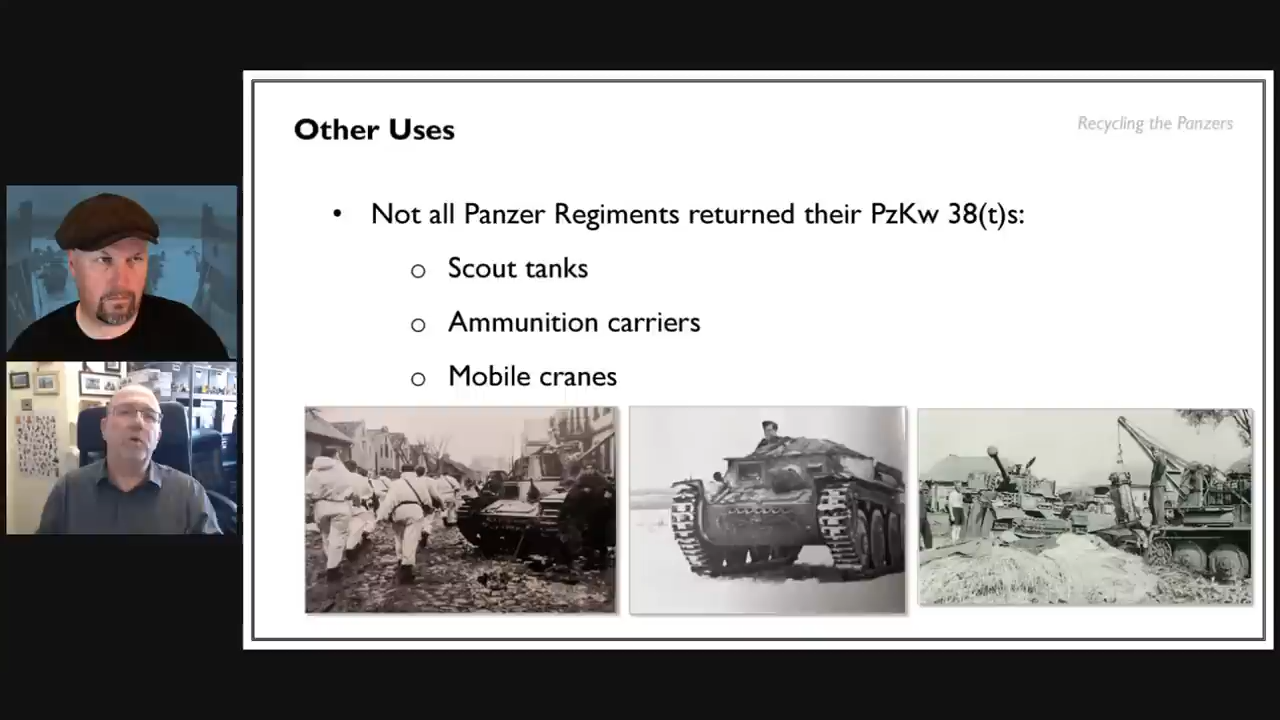 Other Uses
Recycling the Panzers
• Not all Panzer Regiments returned their PzKw 38(t)s:
o Scout tanks
o Ammunition carriers
o Mobile cranes